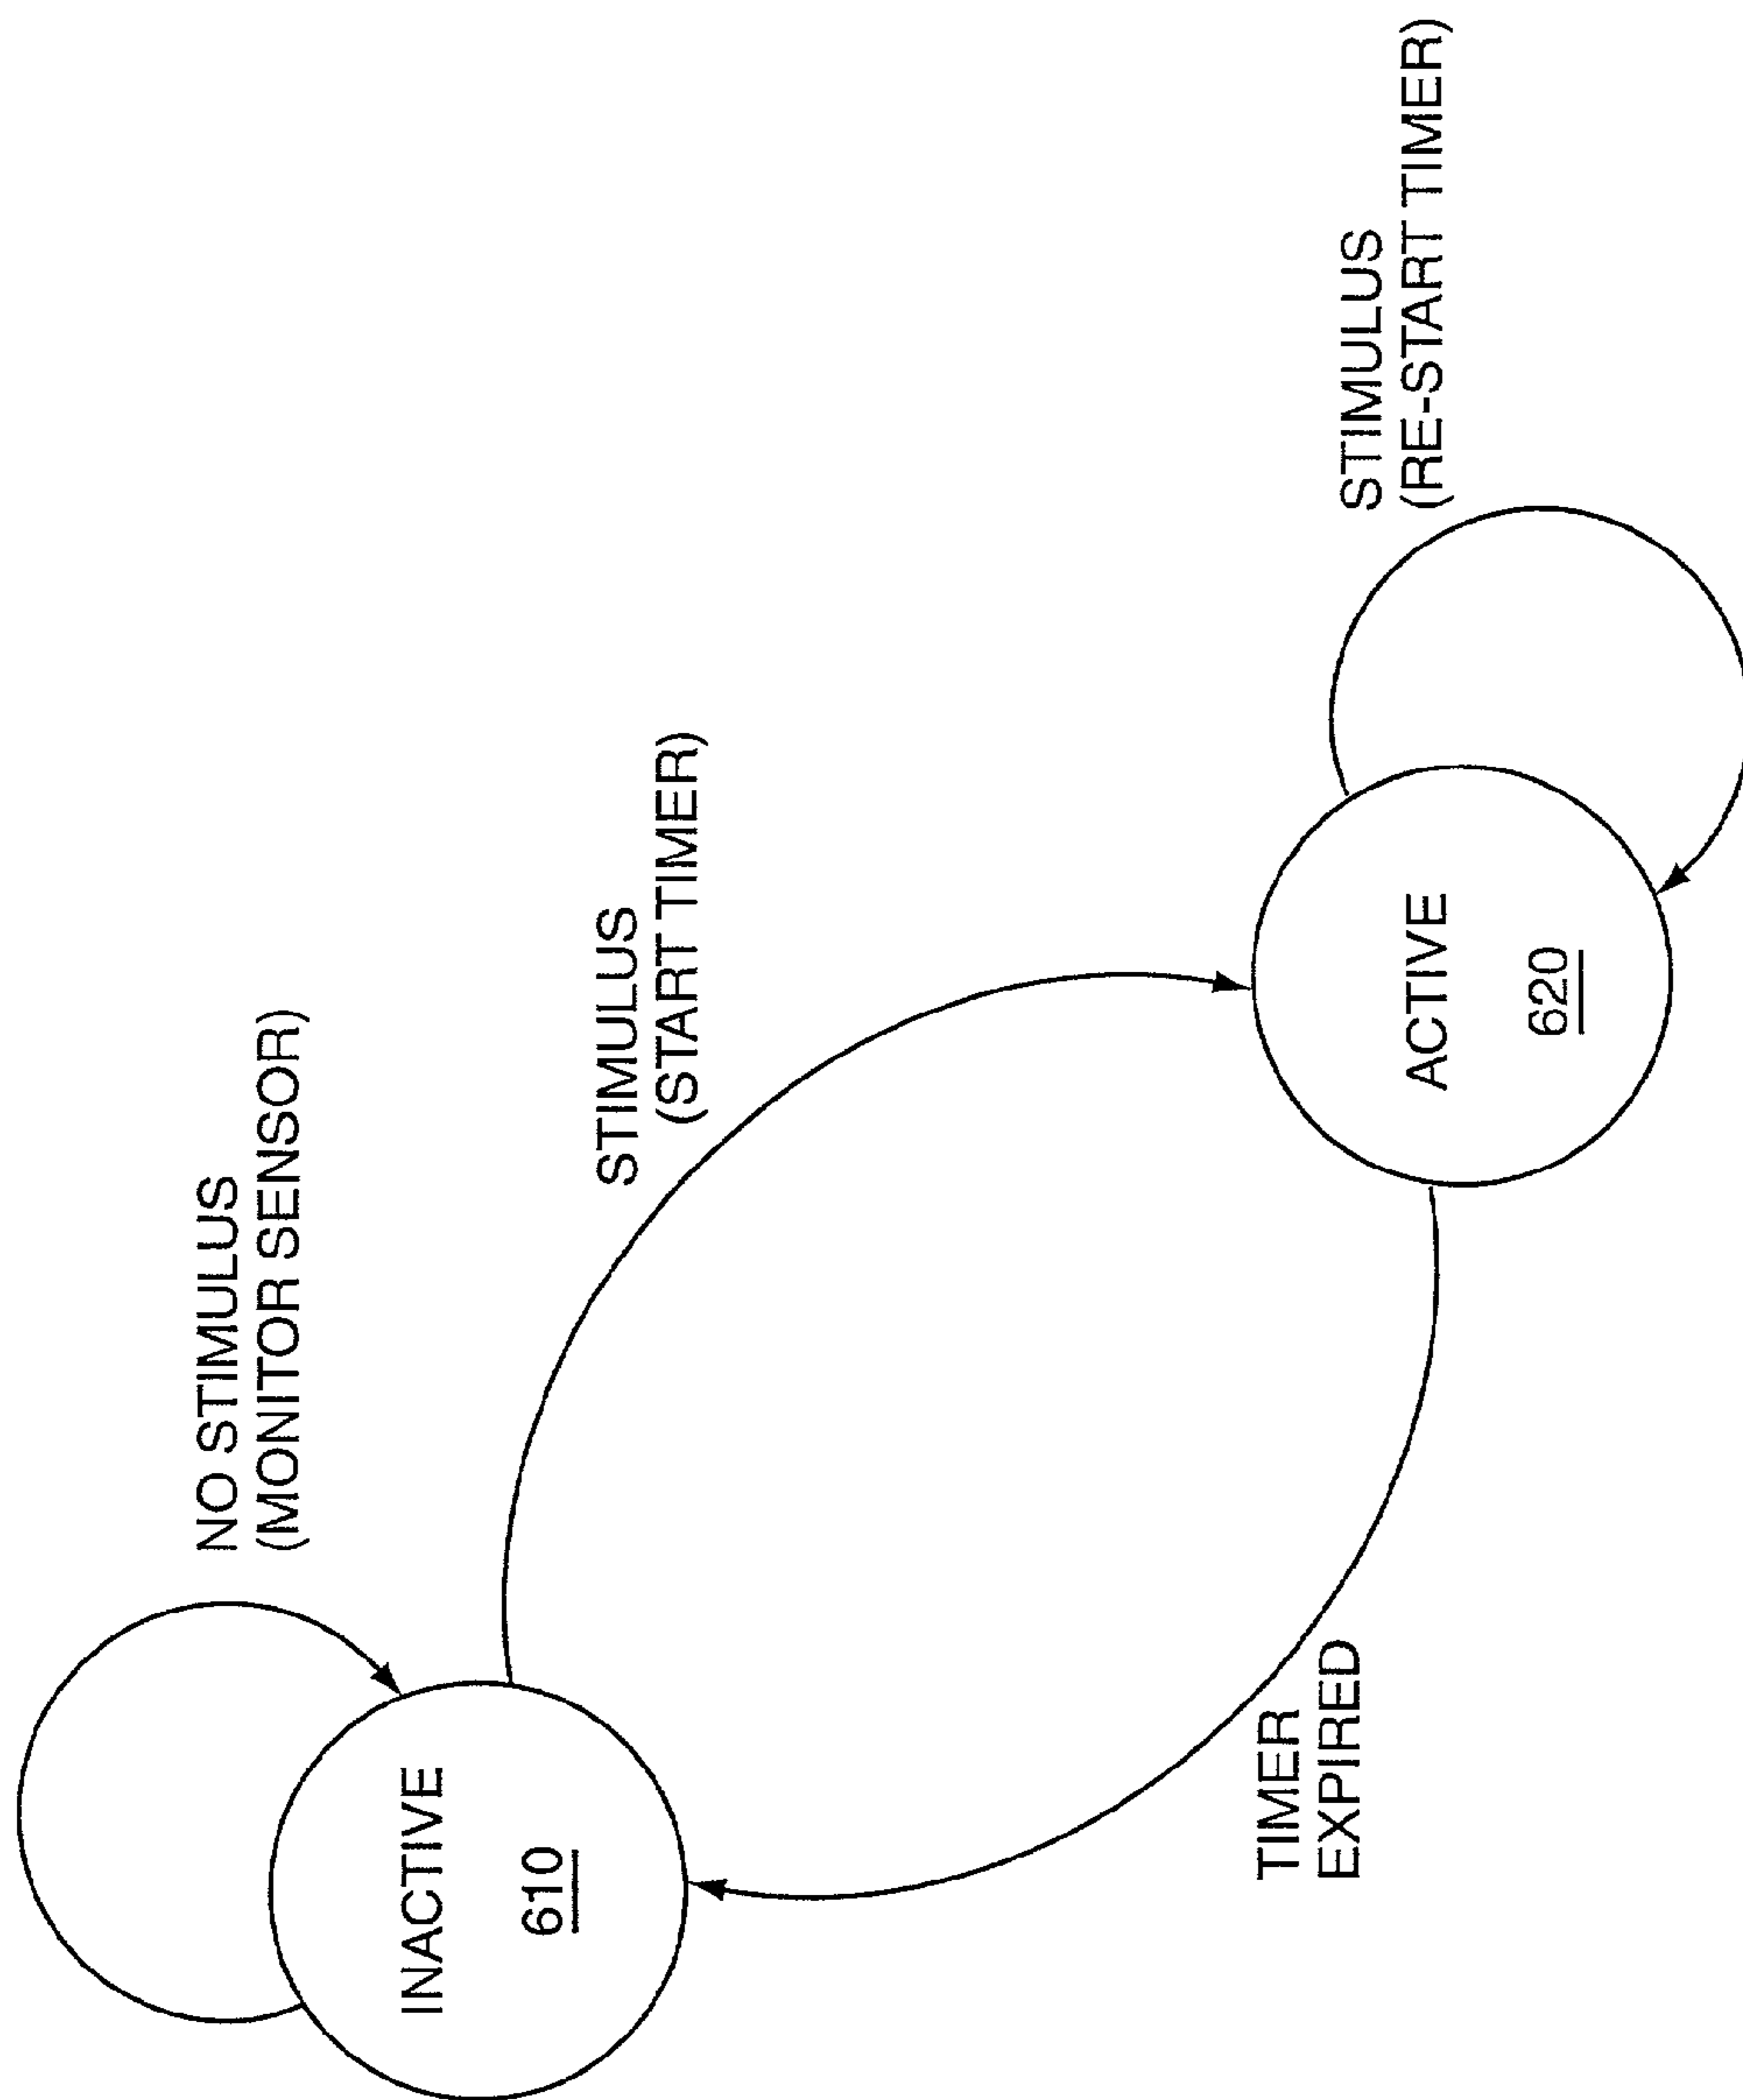 NO STIMULUS
(MONITOR SENSOR)
INACTIVE
610
STIMULUS
(START TIMER)
TIMER
EXPIRED
ACTIVE
620
STIMULUS
(RE-START TIMER)